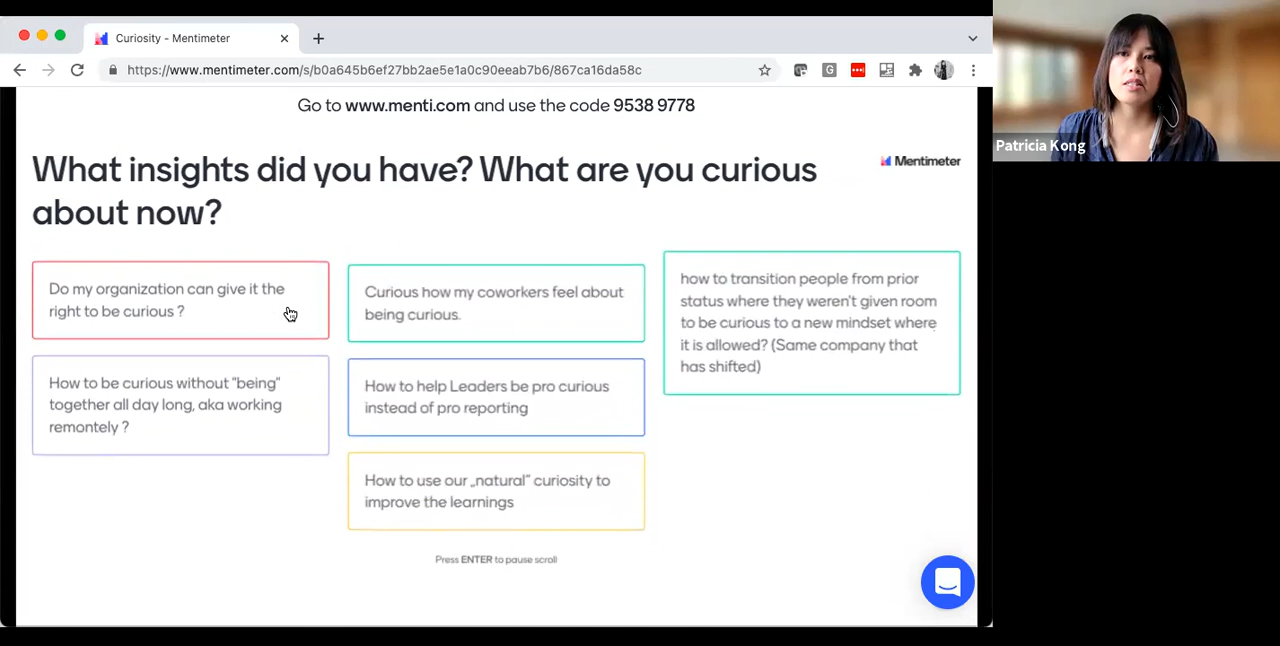 Curiosity - Mentimeter
https://www.mentimeter.com/s/b0a645b6ef27bb2ae5e1a0c90eeab7b6/867ca16da58c
G
Patricia Kong
Go to www.menti.com and use the code 9538 9778
What insights did you have? What are you curious
about now?
Mentimeter
Do my organization can give it the
right to be curious ?
How to be curious without "being"
together all day long, aka working
remontely ?
Curious how my coworkers feel about
being curious.
How to help Leaders be pro curious
instead of pro reporting
How to use our „natural" curiosity to
improve the learnings
how to transition people from prior
status where they weren't given room
to be curious to a new mindset where
it is allowed? (Same company that
has shifted)
Press ENTER to pause scroll